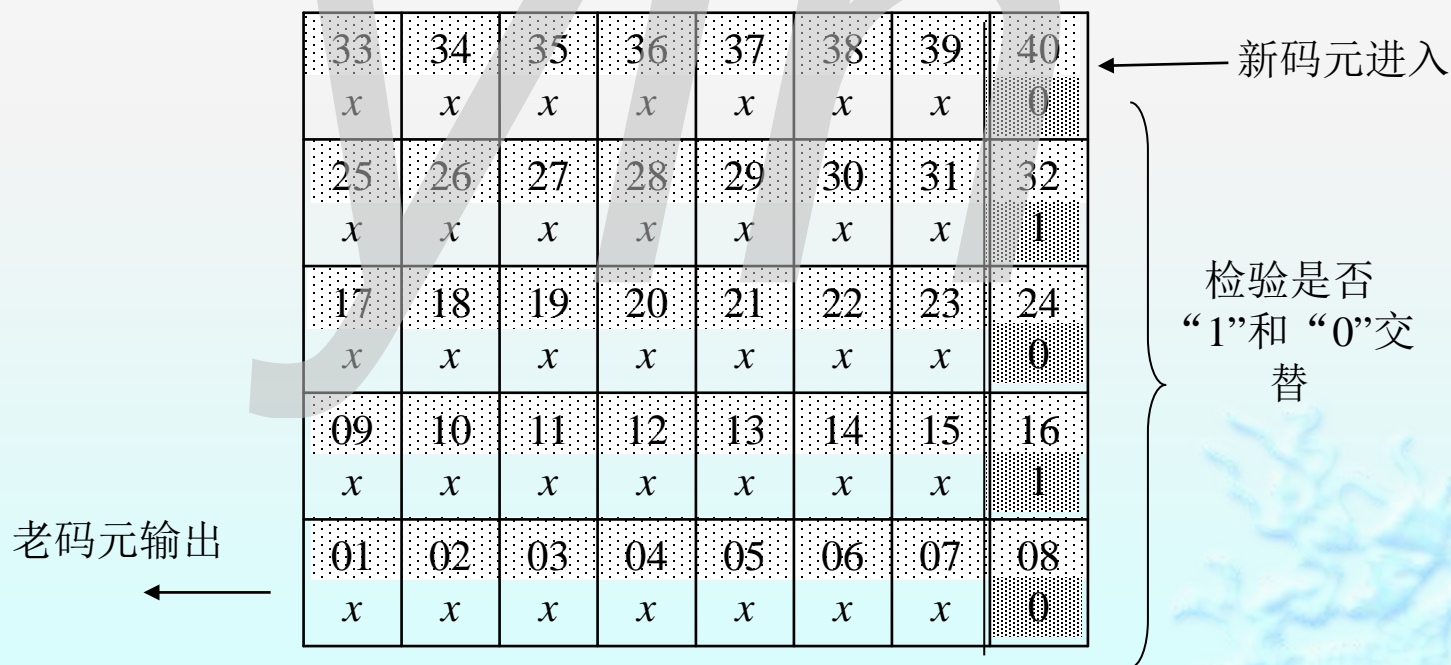 33 34 35 36 37 38 39 40
x x x x x x x 0
新码元进入
25 26 27 28 29 30 31 32
x x x x x x x 1
17 18 19 20 21 22 23 24
x x x x x x x 0
检验是否
“1”和“0”交
替
09 10 11 12 13 14 15 16
x x x x x x x 1
老码元输出
01 02 03 04 05 06 07 08
x x x x x x x 0
yin